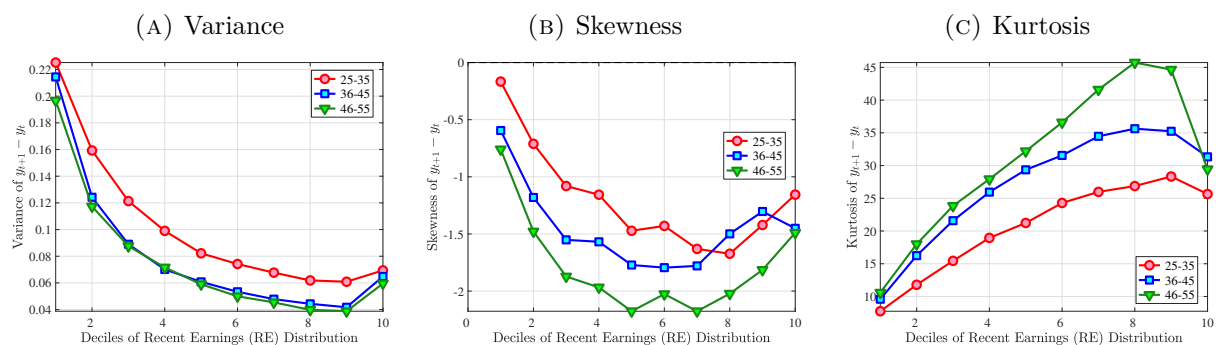 (A) Variance
Variance of y_{t+1} − y_t
0.22
0.2
0.18
0.16
0.14
0.12
0.1
0.08
0.06
0.04
25-35
36-45
46-55
2 4 6 8 10
Deciles of Recent Earnings (RE) Distribution
(B) Skewness
Skewness of y_{t+1} − y_t
0
-0.5
-1
-1.5
-2
25-35
36-45
46-55
0 2 4 6 8 10
Deciles of Recent Earnings (RE) Distribution
(C) Kurtosis
Kurtosis of y_{t+1} − y_t
45
40
35
30
25
20
15
10
25-35
36-45
46-55
2 4 6 8 10
Deciles of Recent Earnings (RE) Distribution